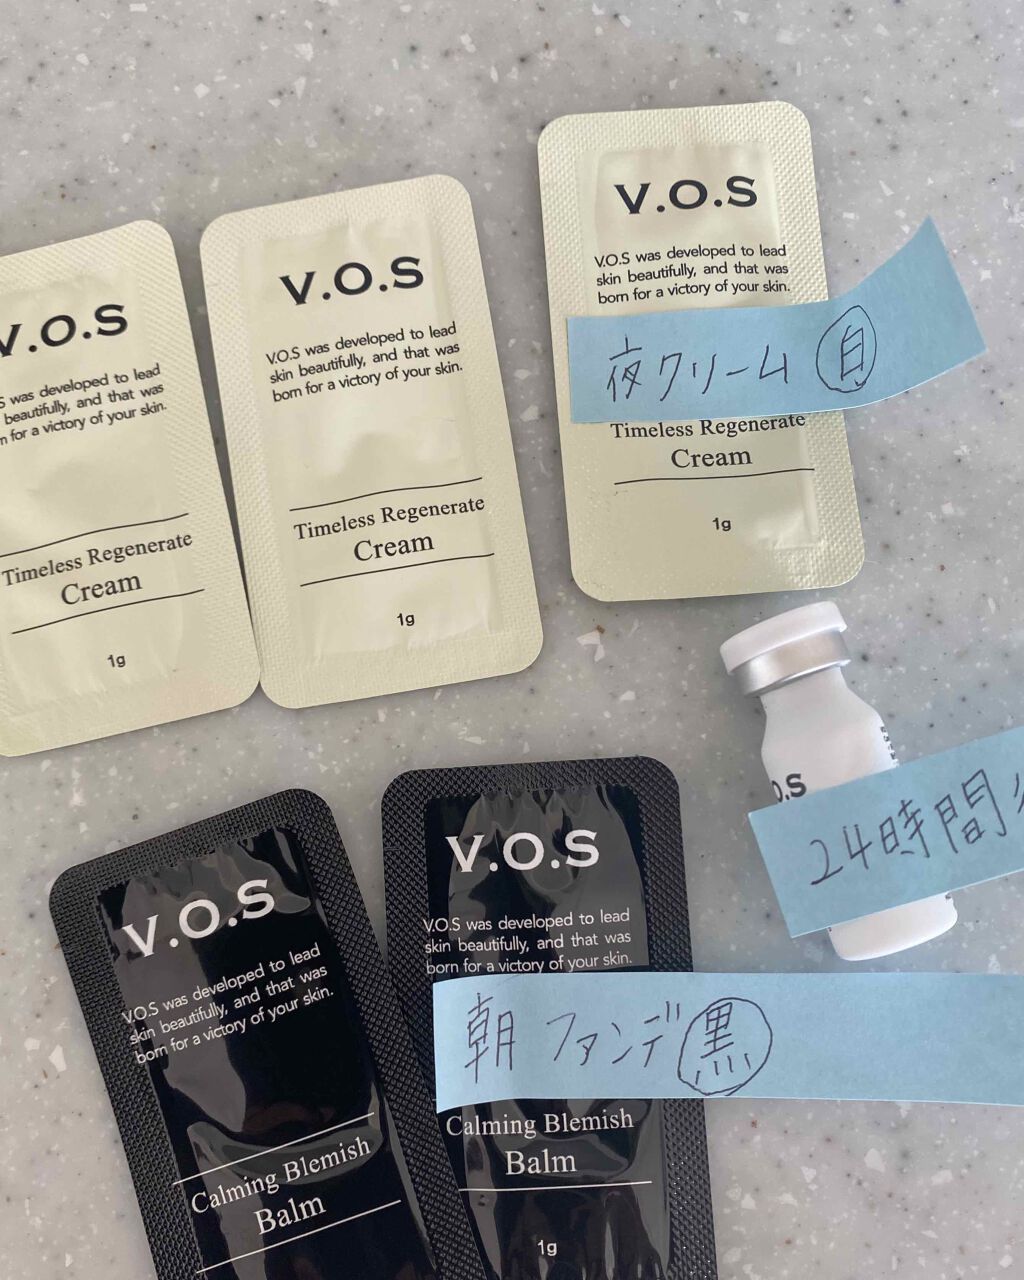 V.O.S
V.O.S was developed to lead
skin beautifully, and that was
born for a victory of your skin.
夜クリーム 白
Timeless Regenerate
Cream
1g
V.O.S
V.O.S was developed to lead
skin beautifully, and that was
born for a victory of your skin.
Timeless Regenerate
Cream
1g
V.O.S
S was developed to lead
beautifully, and that was
n for a victory of your skin.
Timeless Regenerate
Cream
1g
O.S
24時間
V.O.S
V.O.S was developed to lead
skin beautifully, and that was
born for a victory of your skin.
Calming Blemish
Balm
V.O.S
V.O.S was developed to lead
skin beautifully, and that was
born for a victory of your skin.
朝ファンデ 黒
Calming Blemish
Balm
1g